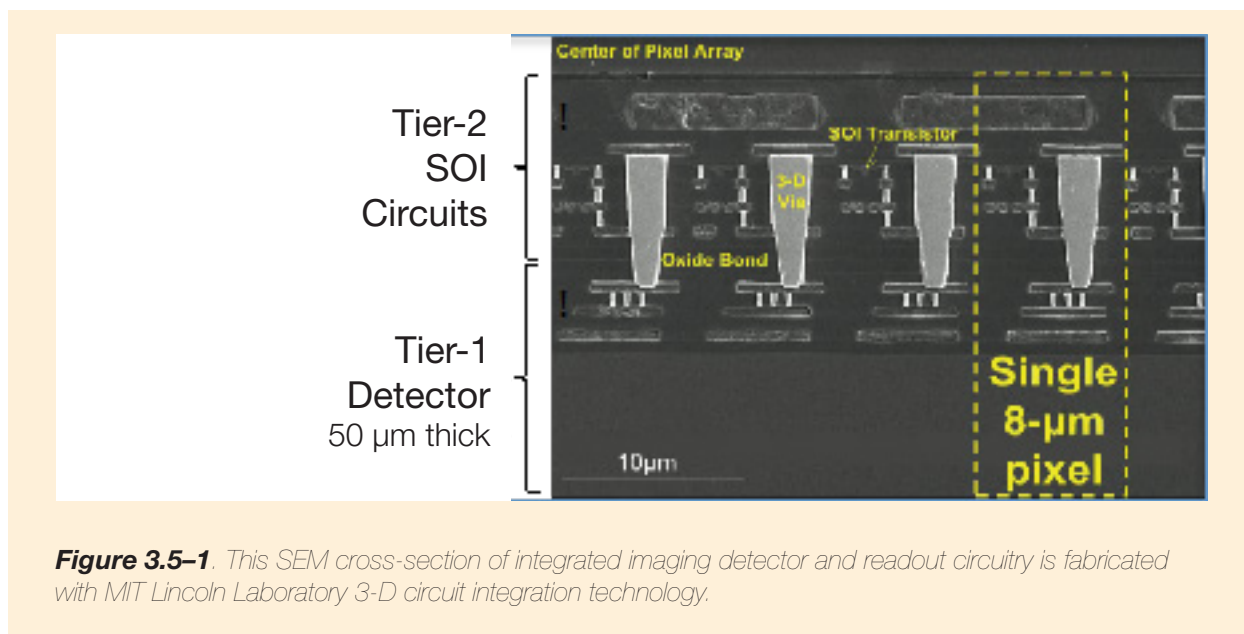 Center of Pixel Array
Tier-2
SOI
Circuits
!
SOI Transistor
3-D
Via
Oxide Bond
!
Tier-1
Detector
50 µm thick
10µm
Single
8-µm
pixel
Figure 3.5–1. This SEM cross-section of integrated imaging detector and readout circuitry is fabricated
with MIT Lincoln Laboratory 3-D circuit integration technology.